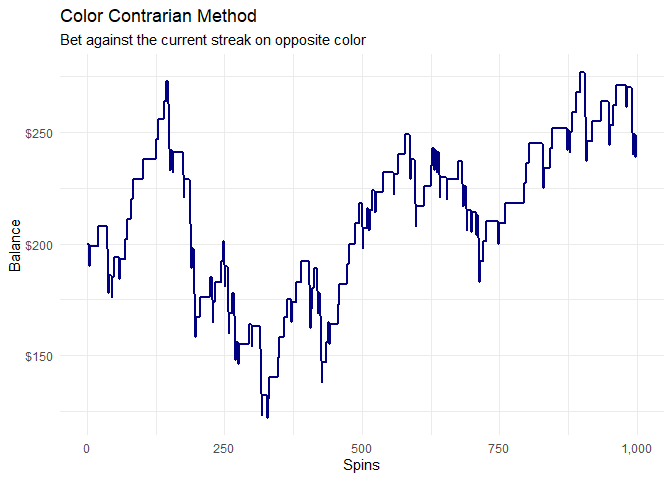 Color Contrarian Method
Bet against the current streak on opposite color
$250
$200
$150
Balance
0
250
500
750
1,000
Spins